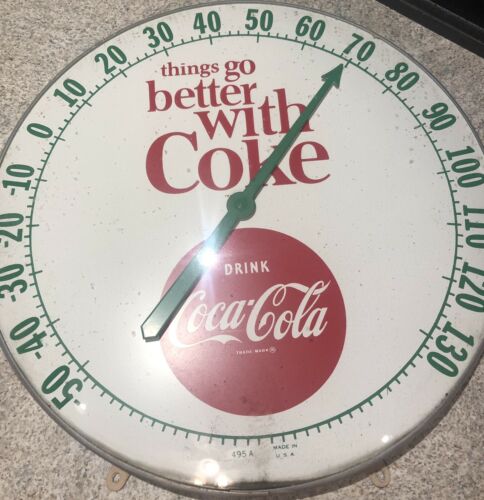 things go
better
with
Coke
-50 -40 -30 -20 -10 0 10 20 30 40 50 60 70 80 90 100 110 120 130
DRINK
Coca-Cola
TRADE MARK ®
495 A
MADE IN
U.S.A